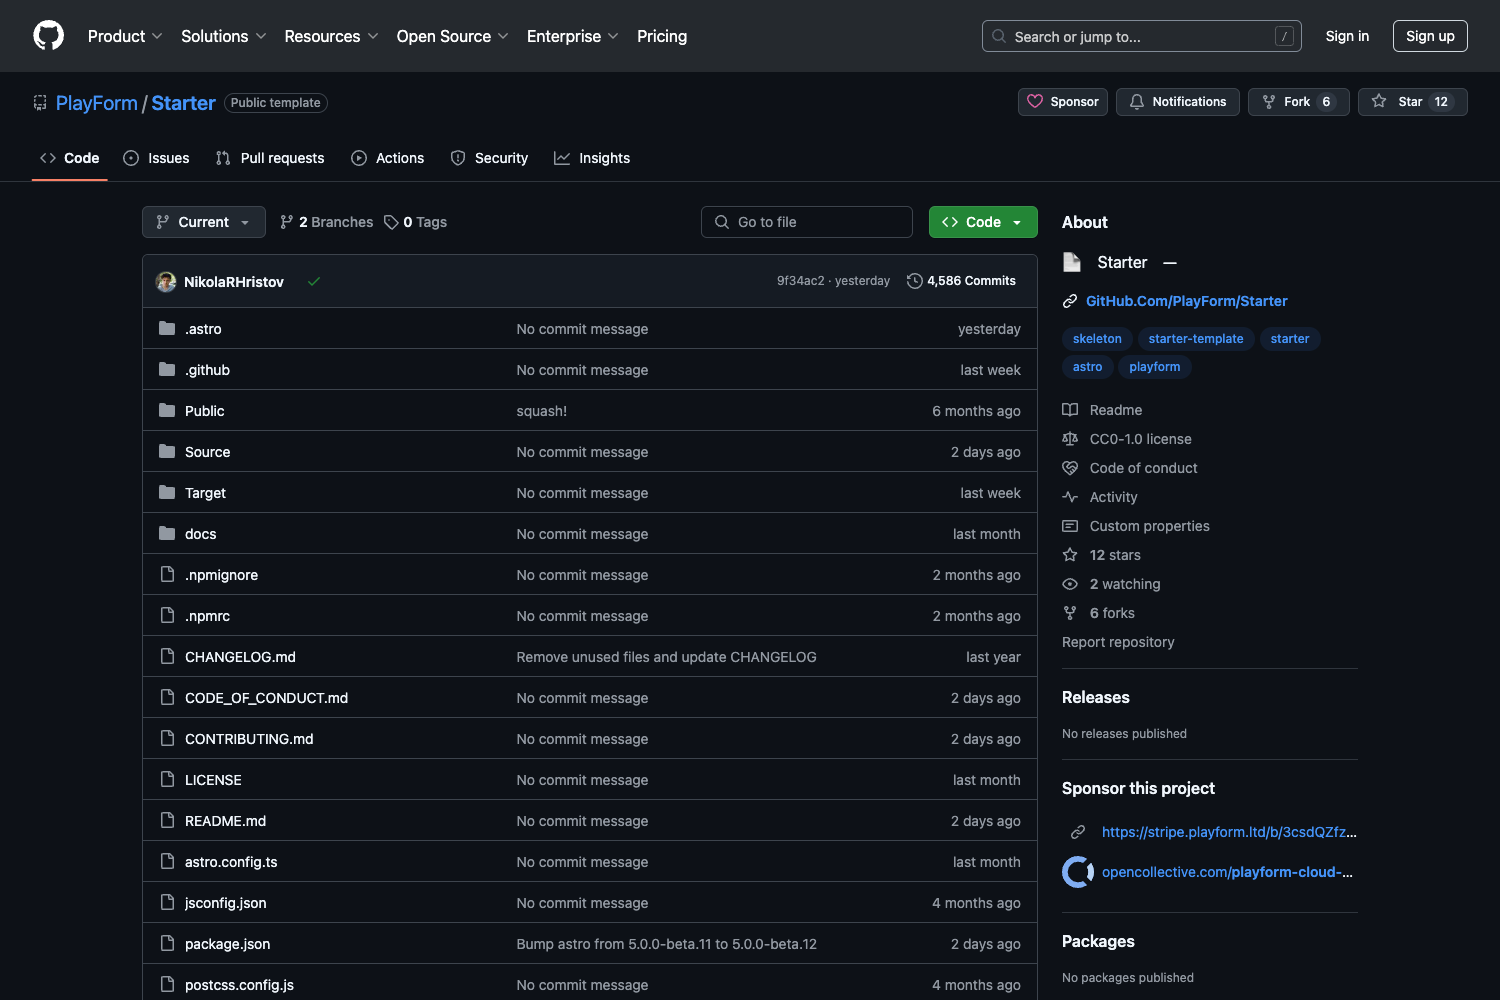 Product Solutions Resources Open Source Enterprise Pricing Search or jump to... / Sign in Sign up
PlayForm / Starter Public template Sponsor Notifications Fork 6 Star 12
Code Issues Pull requests Actions Security Insights
Current 2 Branches 0 Tags Go to file Code
NikolaRHristov 9f34ac2 · yesterday 4,586 Commits
.astro No commit message yesterday
.github No commit message last week
Public squash! 6 months ago
Source No commit message 2 days ago
Target No commit message last week
docs No commit message last month
.npmignore No commit message 2 months ago
.npmrc No commit message 2 months ago
CHANGELOG.md Remove unused files and update CHANGELOG last year
CODE_OF_CONDUCT.md No commit message 2 days ago
CONTRIBUTING.md No commit message 2 days ago
LICENSE No commit message last month
README.md No commit message 2 days ago
astro.config.ts No commit message last month
jsconfig.json No commit message 4 months ago
package.json Bump astro from 5.0.0-beta.11 to 5.0.0-beta.12 2 days ago
postcss.config.js No commit message 4 months ago
About
Starter —
GitHub.Com/PlayForm/Starter
skeleton starter-template starter
astro playform
Readme
CC0-1.0 license
Code of conduct
Activity
Custom properties
12 stars
2 watching
6 forks
Report repository
Releases
No releases published
Sponsor this project
https://stripe.playform.ltd/b/3csdQZfz...
opencollective.com/playform-cloud-...
Packages
No packages published